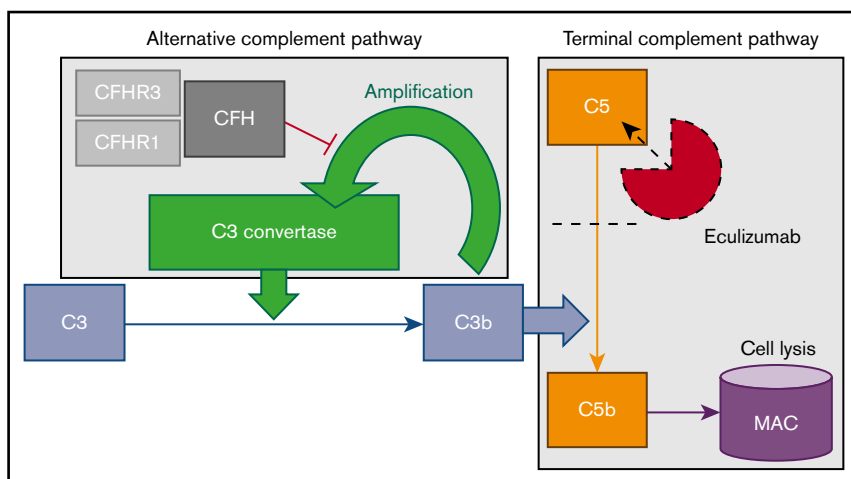 Alternative complement pathway
Terminal complement pathway
CFHR3
CFH
CFHR1
Amplification
C3 convertase
C3
C3b
C5
Eculizumab
C5b
Cell lysis
MAC